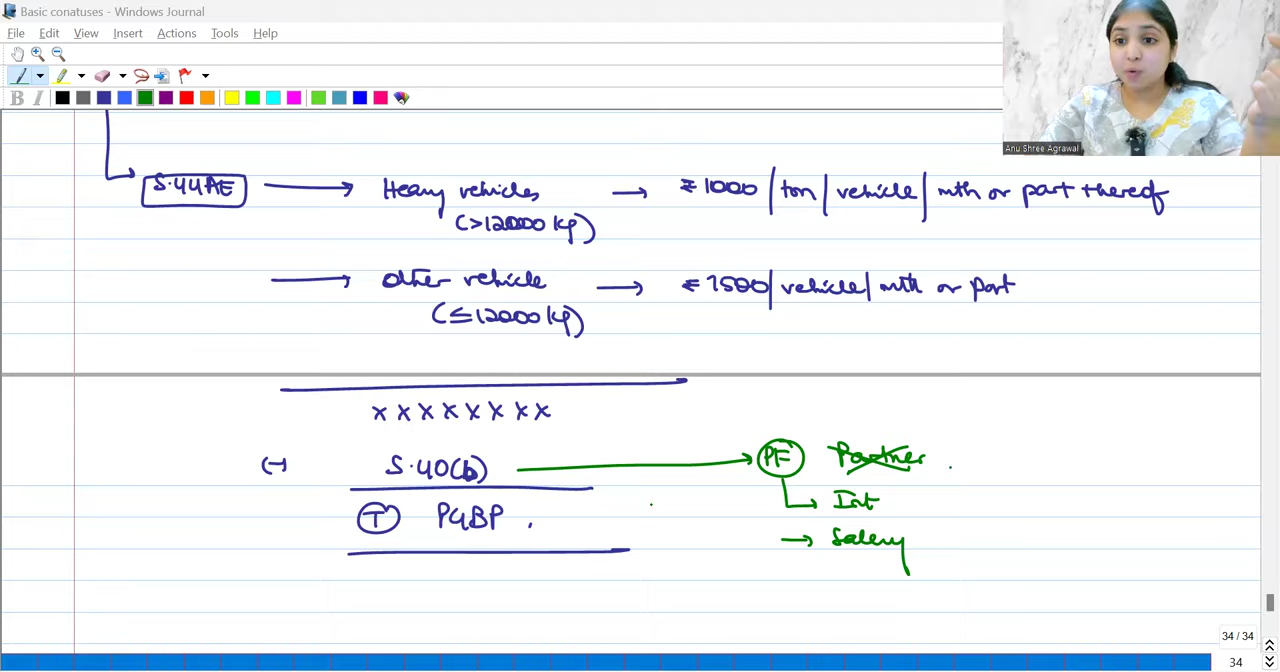 Basic conatuses - Windows Journal
File Edit View Insert Actions Tools Help
B I
Anu Shree Agrawal
S.44AE → Heavy vehicles → ₹1000 | ton | vehicle | mth or part thereof
(>12000 kg)
→ other vehicle → ₹7500 | vehicle | mth or part
(≤12000 kg)
x x x x x x x x
(-) S.40(b) → PF Partner
→ Int
T PGBP .
→ Salery
34 / 34
34